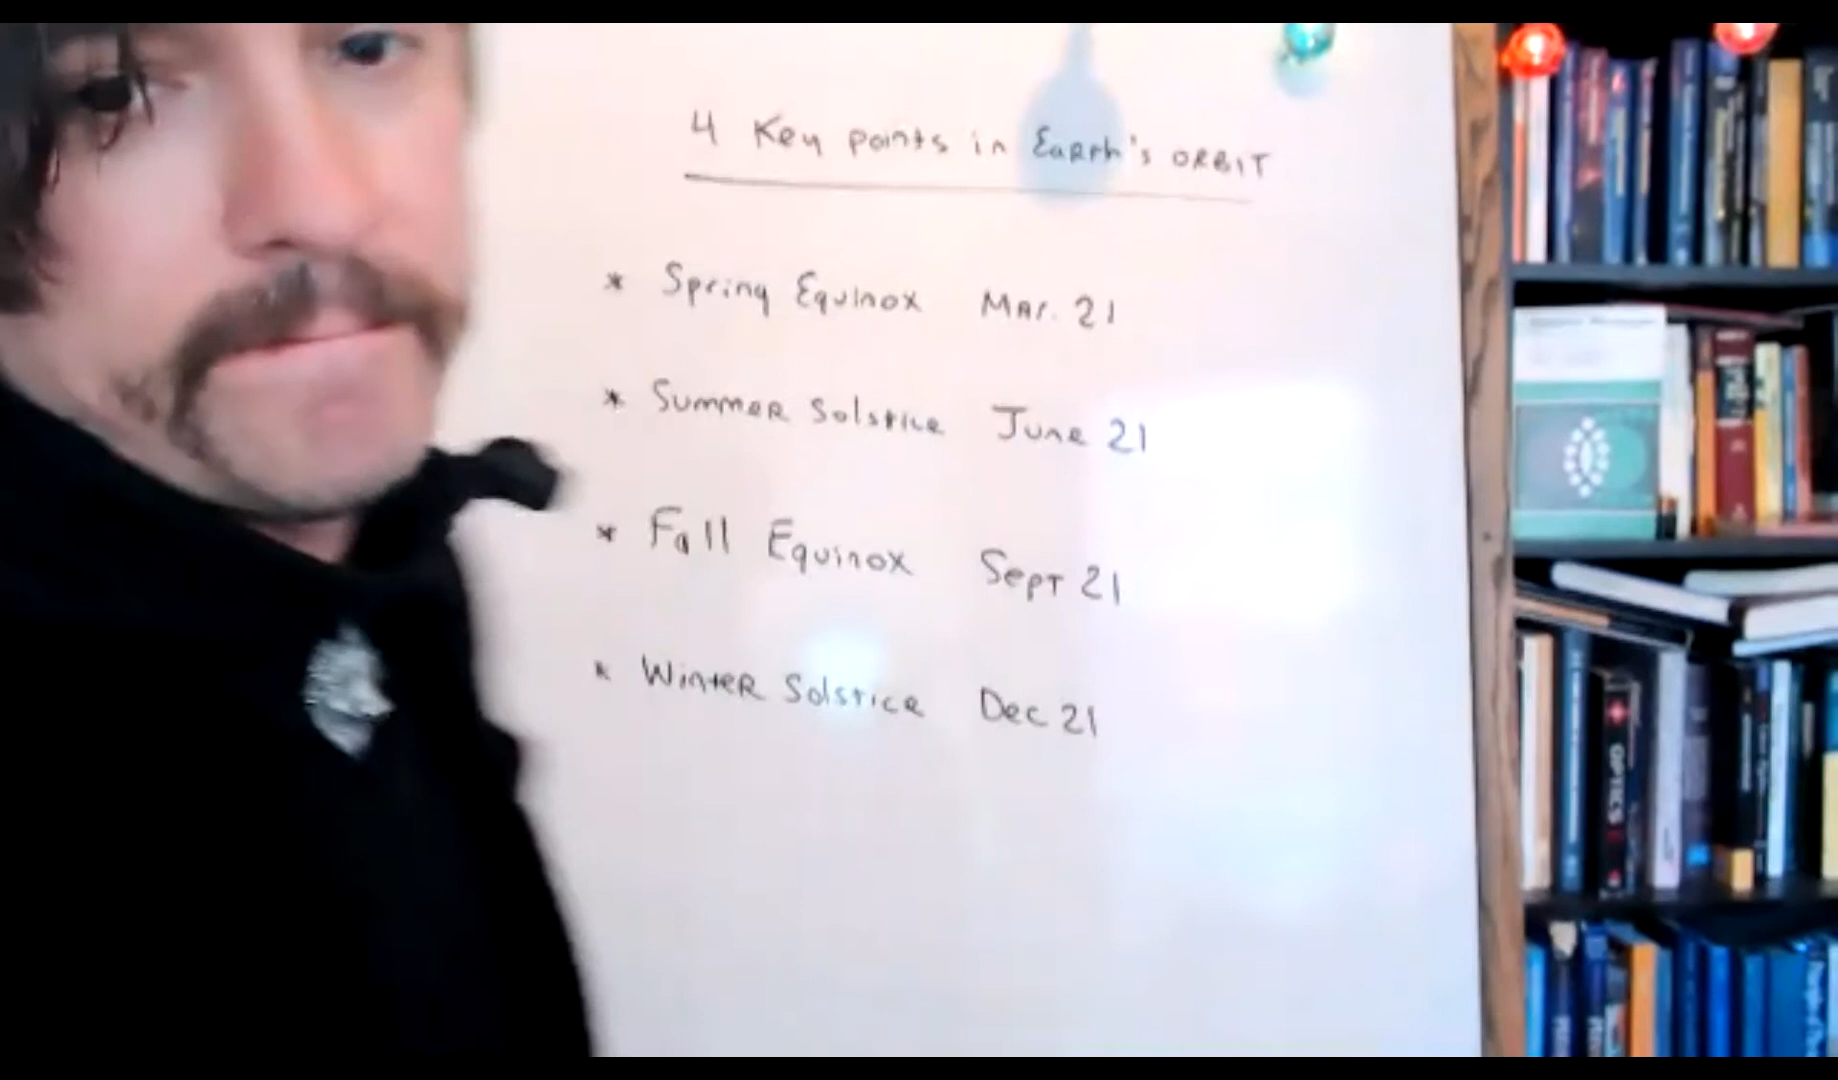 4 Key points in Earth's ORBIT
* Spring Equinox Mar. 21
* Summer Solstice June 21
* Fall Equinox Sept 21
* Winter Solstice Dec 21
OPTICS